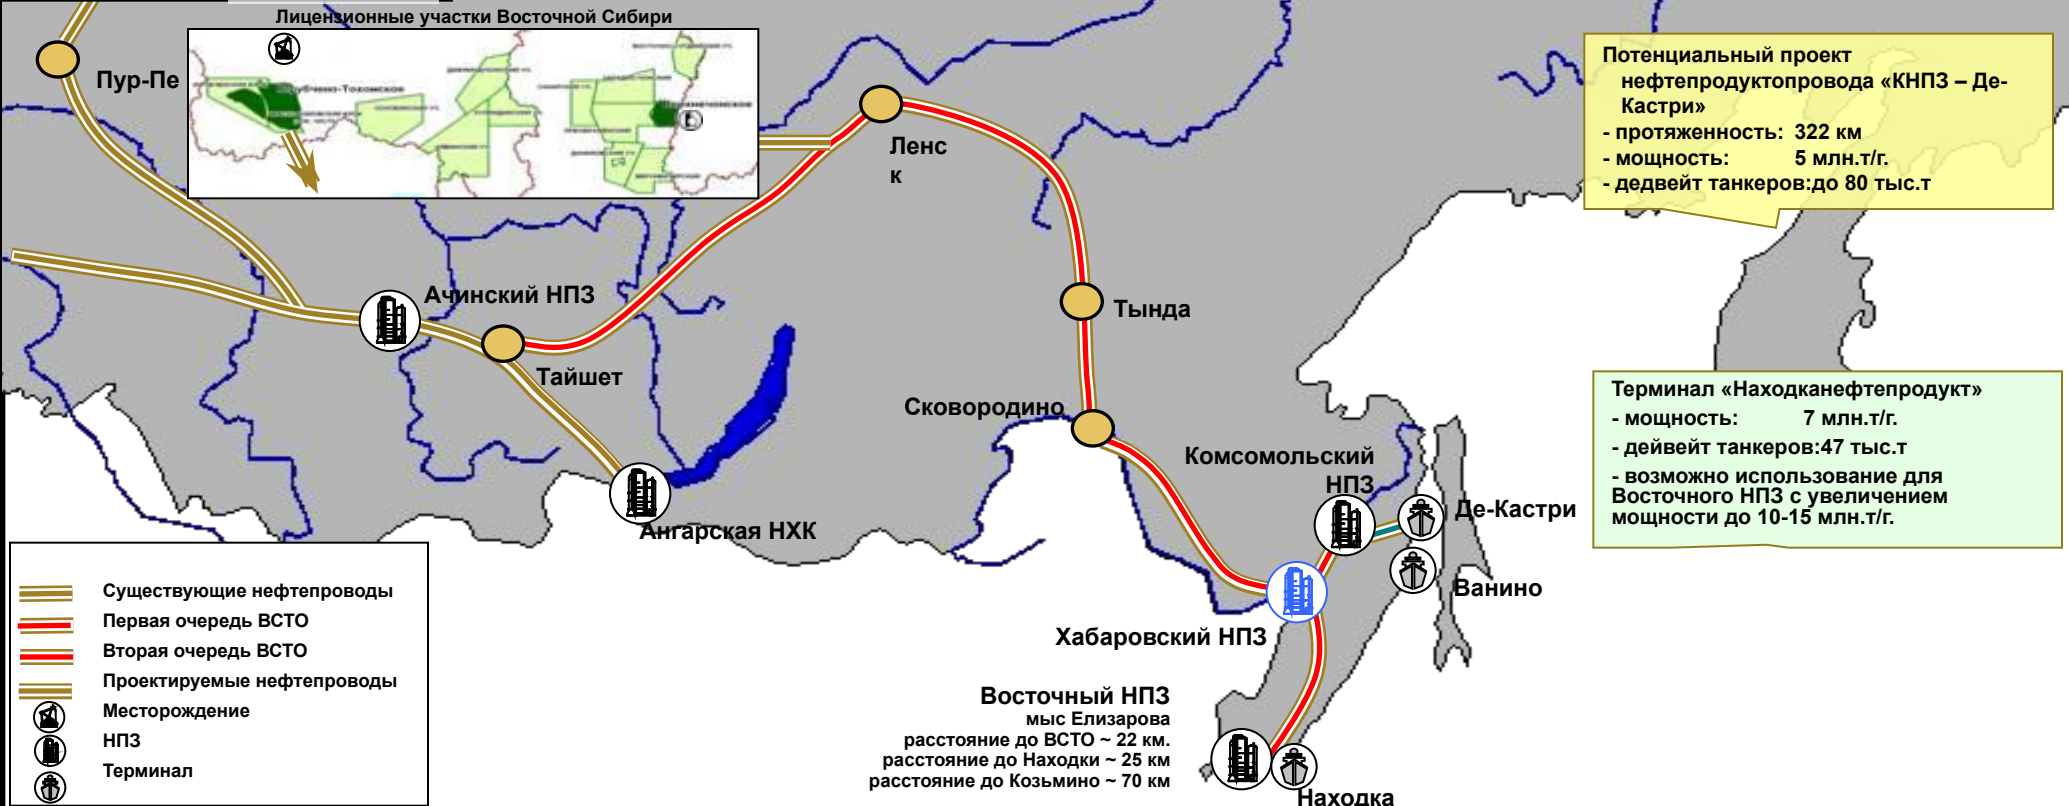 Лицензионные участки Восточной Сибири
Пур-Пе
Ленс
к
Потенциальный проект
нефтепродуктопровода «КНПЗ – Де-
Кастри»
- протяженность: 322 км
- мощность: 5 млн.т/г.
- дедвейт танкеров:до 80 тыс.т
Ачинский НПЗ
Тында
Тайшет
Сковородино
Терминал «Находканефтепродукт»
- мощность: 7 млн.т/г.
- дейвейт танкеров:47 тыс.т
- возможно использование для
Восточного НПЗ с увеличением
мощности до 10-15 млн.т/г.
Комсомольский
НПЗ
Де-Кастри
Ангарская НХК
Ванино
Хабаровский НПЗ
Существующие нефтепроводы
Первая очередь ВСТО
Вторая очередь ВСТО
Проектируемые нефтепроводы
Месторождение
НПЗ
Терминал
Восточный НПЗ
мыс Елизарова
расстояние до ВСТО ~ 22 км.
расстояние до Находки ~ 25 км
расстояние до Козьмино ~ 70 км
Находка